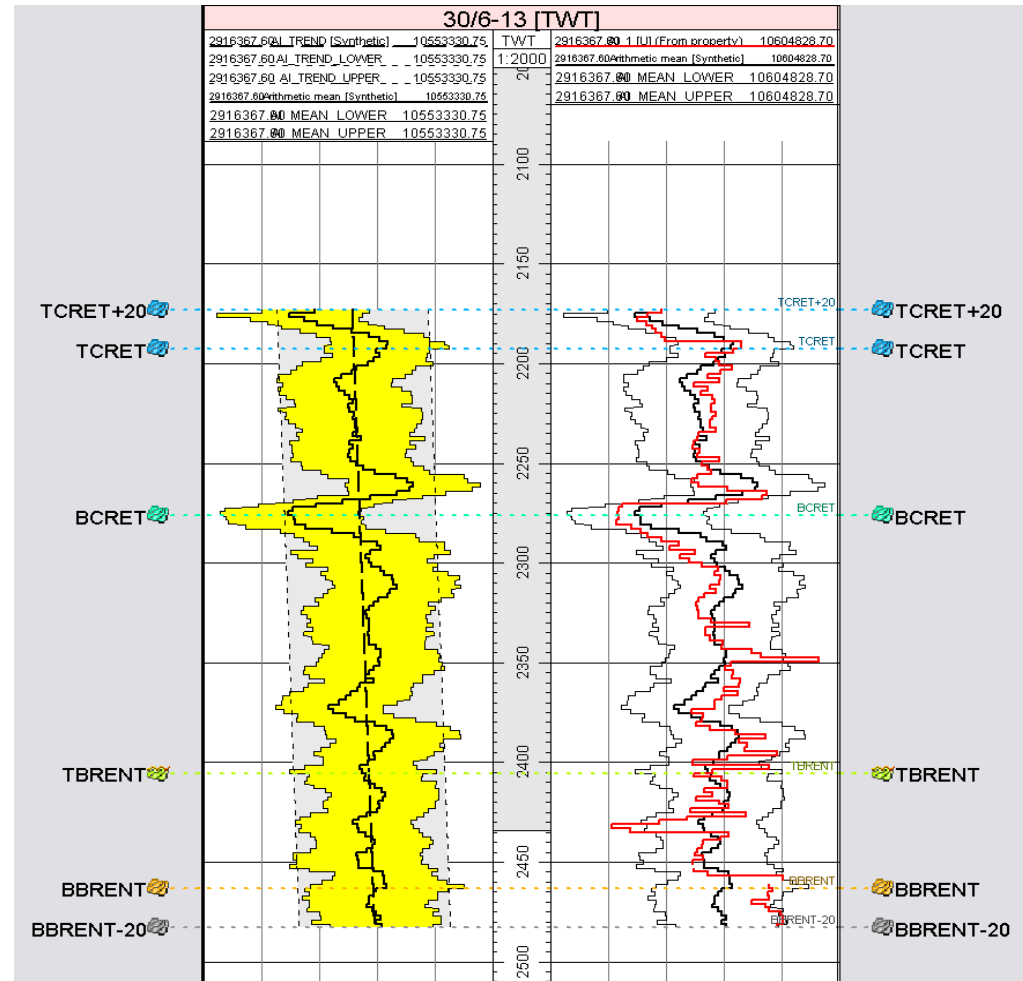 30/6-13 [TWT]
2916367.60 AI_TREND [Synthetic] 10553330.75
2916367.60 AI_TREND_LOWER 10553330.75
2916367.60 AI_TREND_UPPER 10553330.75
2916367.60 Arithmetic mean [Synthetic] 10553330.75
2916367.60 MEAN_LOWER 10553330.75
2916367.60 MEAN_UPPER 10553330.75
TWT
1:2000
2916367.60 1 [U] (From property) 10604828.70
2916367.60 Arithmetic mean [Synthetic] 10604828.70
2916367.60 MEAN_LOWER 10604828.70
2916367.60 MEAN_UPPER 10604828.70
20
2100
2150
TCRET+20 TCRET+20 TCRET+20
TCRET TCRET TCRET
2200
2250
BCRET BCRET BCRET
2300
2350
2400
TBRENT TBRENT TBRENT
2450
BBRENT BBRENT BBRENT
BBRENT-20 BBRENT-20 BBRENT-20
2500